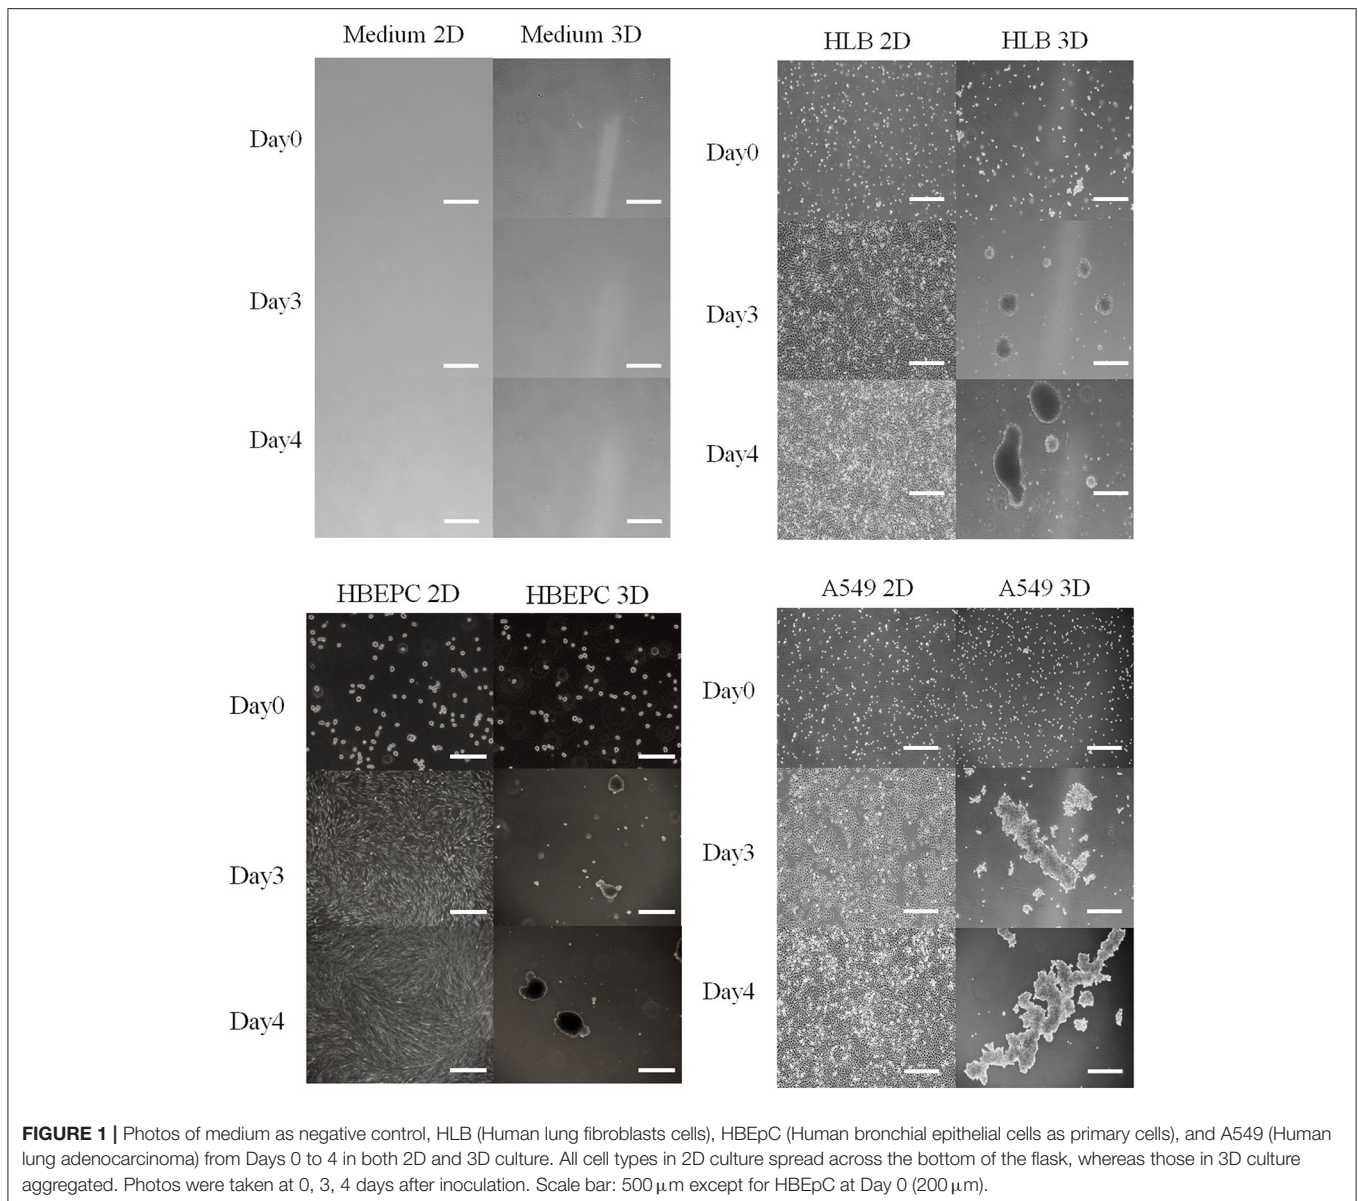 Medium 2D Medium 3D
Day0
Day3
Day4
HLB 2D HLB 3D
Day0
Day3
Day4
HBEPC 2D HBEPC 3D
Day0
Day3
Day4
A549 2D A549 3D
Day0
Day3
Day4
FIGURE 1 | Photos of medium as negative control, HLB (Human lung fibroblasts cells), HBEpC (Human bronchial epithelial cells as primary cells), and A549 (Human
lung adenocarcinoma) from Days 0 to 4 in both 2D and 3D culture. All cell types in 2D culture spread across the bottom of the flask, whereas those in 3D culture
aggregated. Photos were taken at 0, 3, 4 days after inoculation. Scale bar: 500 µm except for HBEpC at Day 0 (200 µm).